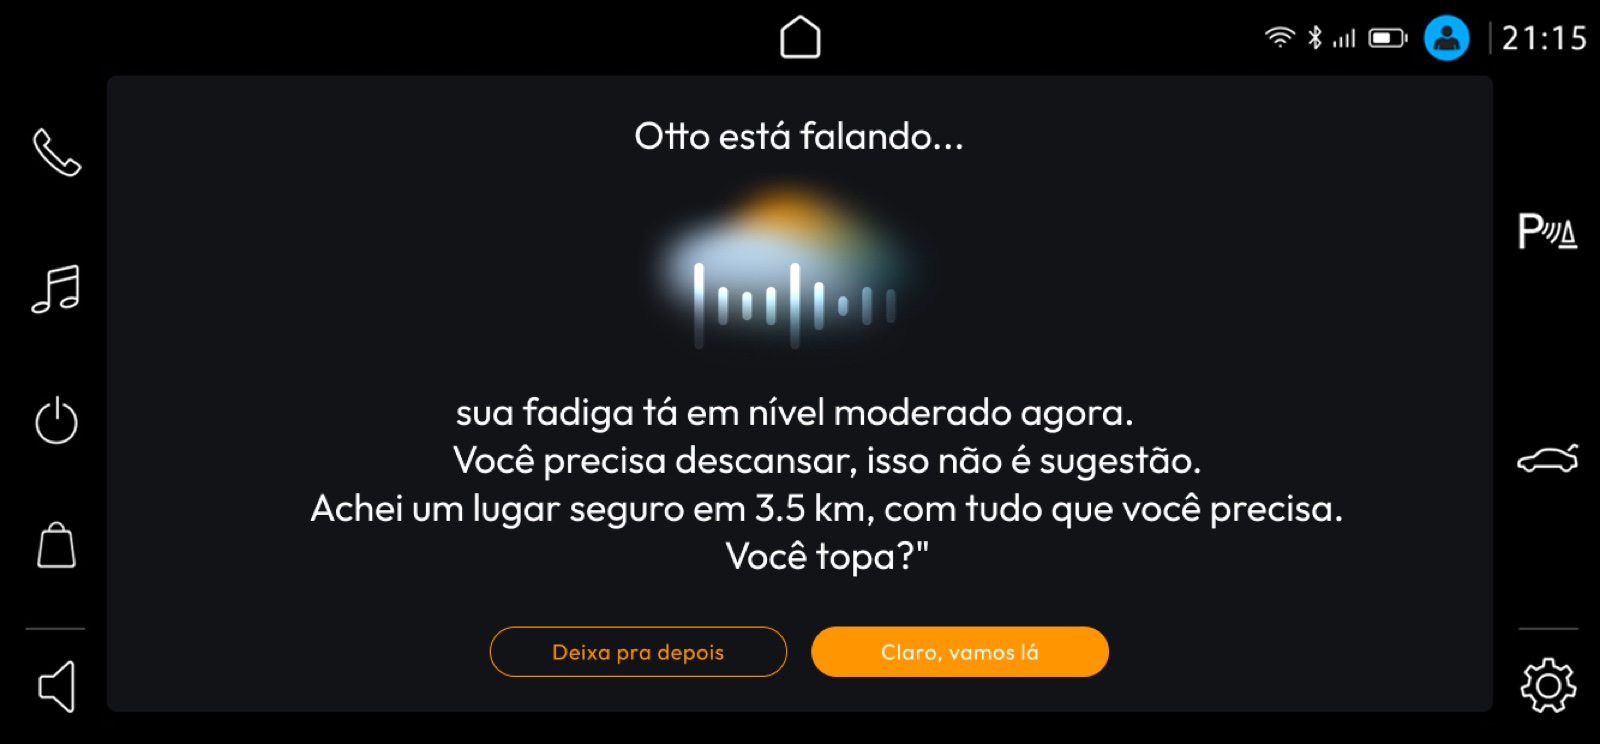 21:15
Otto está falando...
P
sua fadiga tá em nível moderado agora.
Você precisa descansar, isso não é sugestão.
Achei um lugar seguro em 3.5 km, com tudo que você precisa.
Você topa?"
Deixa pra depois
Claro, vamos lá